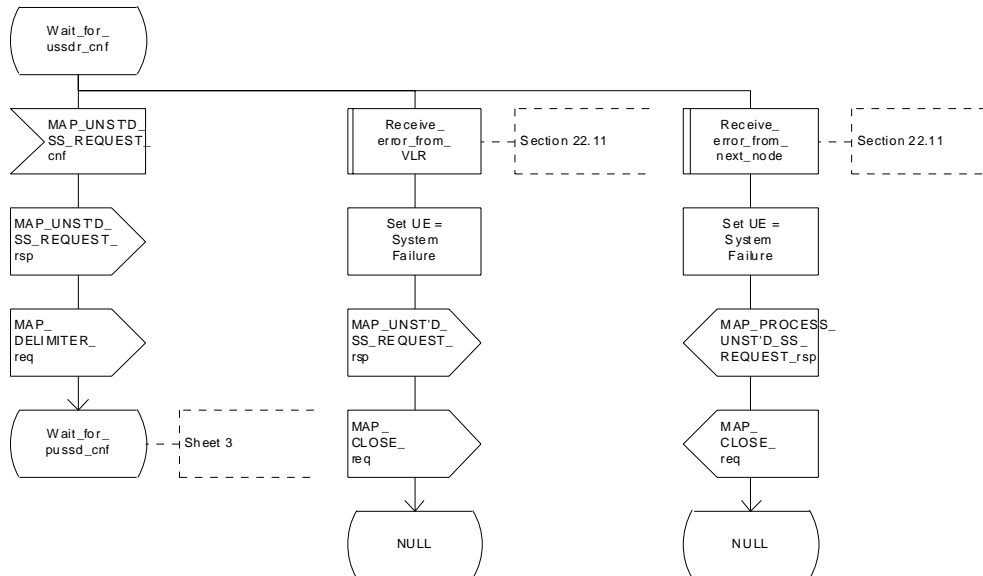 Wait_for_
ussdr_cnf
MAP_UNST'D_
SS_REQUEST_
cnf
Receive_
error_from_
VLR
Section 22.11
Receive_
error_from_
next_node
Section 22.11
MAP_UNST'D_
SS_REQUEST_
rsp
Set UE =
System
Failure
Set UE =
System
Failure
MAP_
DELIMITER_
req
MAP_UNST'D_
SS_REQUEST_
rsp
MAP_PROCESS_
UNST'D_SS_
REQUEST_rsp
Wait_for_
pussd_cnf
Sheet 3
MAP_
CLOSE_
req
MAP_
CLOSE_
req
NULL
NULL